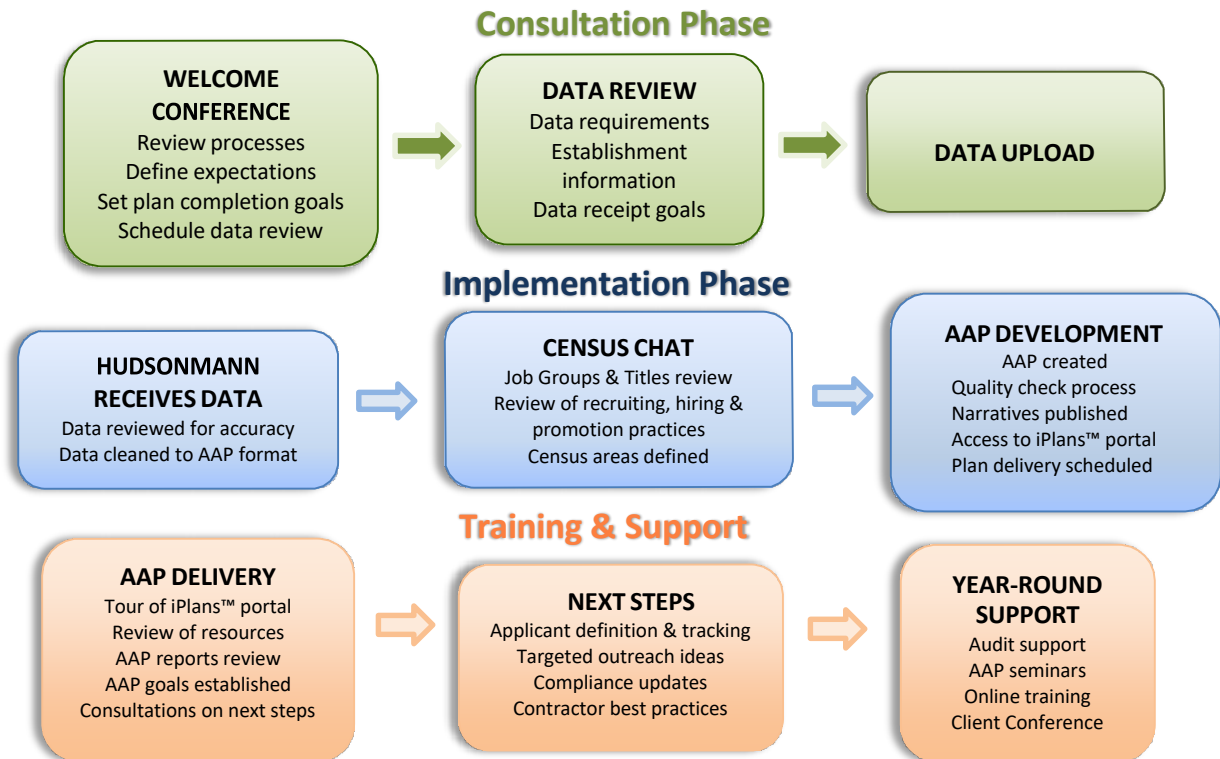 Consultation Phase
WELCOME
CONFERENCE
Review processes
Define expectations
Set plan completion goals
Schedule data review
DATA REVIEW
Data requirements
Establishment
information
Data receipt goals
DATA UPLOAD
Implementation Phase
HUDSONMANN
RECEIVES DATA
Data reviewed for accuracy
Data cleaned to AAP format
CENSUS CHAT
Job Groups & Titles review
Review of recruiting, hiring &
promotion practices
Census areas defined
AAP DEVELOPMENT
AAP created
Quality check process
Narratives published
Access to iPlans™ portal
Plan delivery scheduled
Training & Support
AAP DELIVERY
Tour of iPlans™ portal
Review of resources
AAP reports review
AAP goals established
Consultations on next steps
NEXT STEPS
Applicant definition & tracking
Targeted outreach ideas
Compliance updates
Contractor best practices
YEAR-ROUND
SUPPORT
Audit support
AAP seminars
Online training
Client Conference